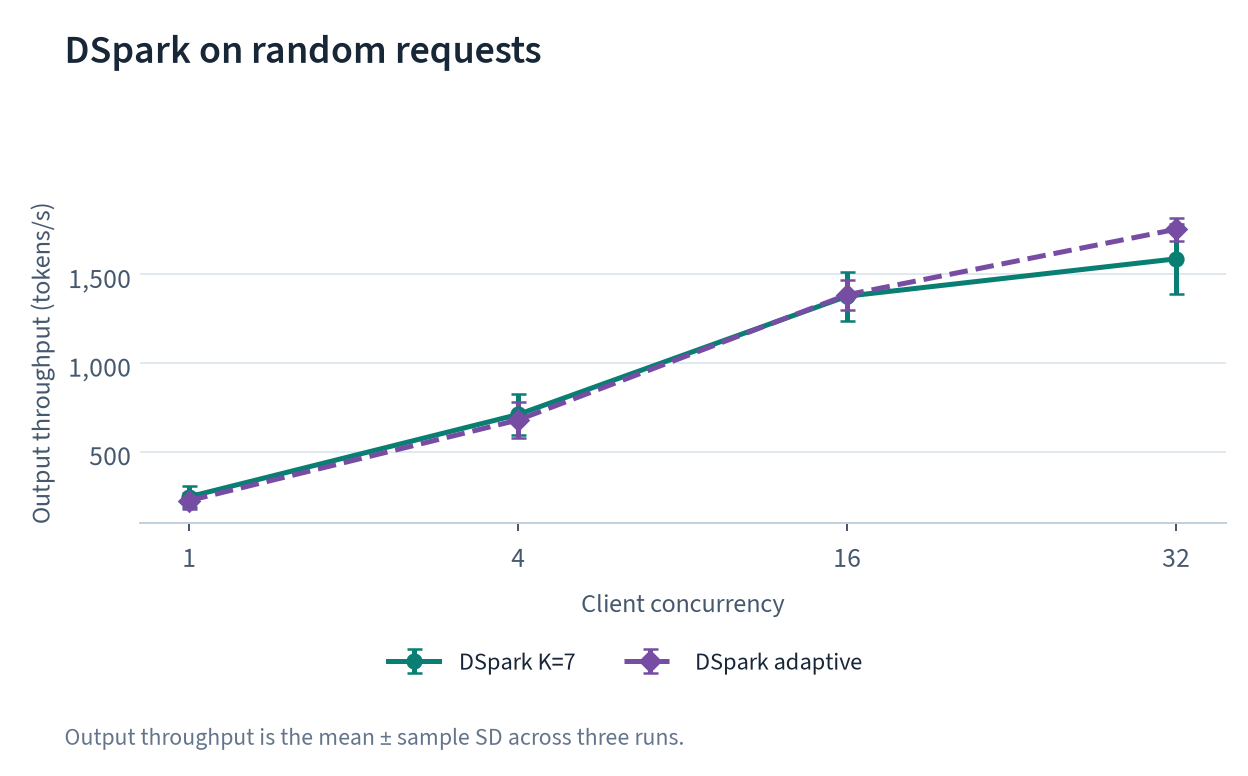 DSpark on random requests
Output throughput (tokens/s)
1,500
1,000
500
1 4 16 32
Client concurrency
DSpark K=7 DSpark adaptive
Output throughput is the mean ± sample SD across three runs.